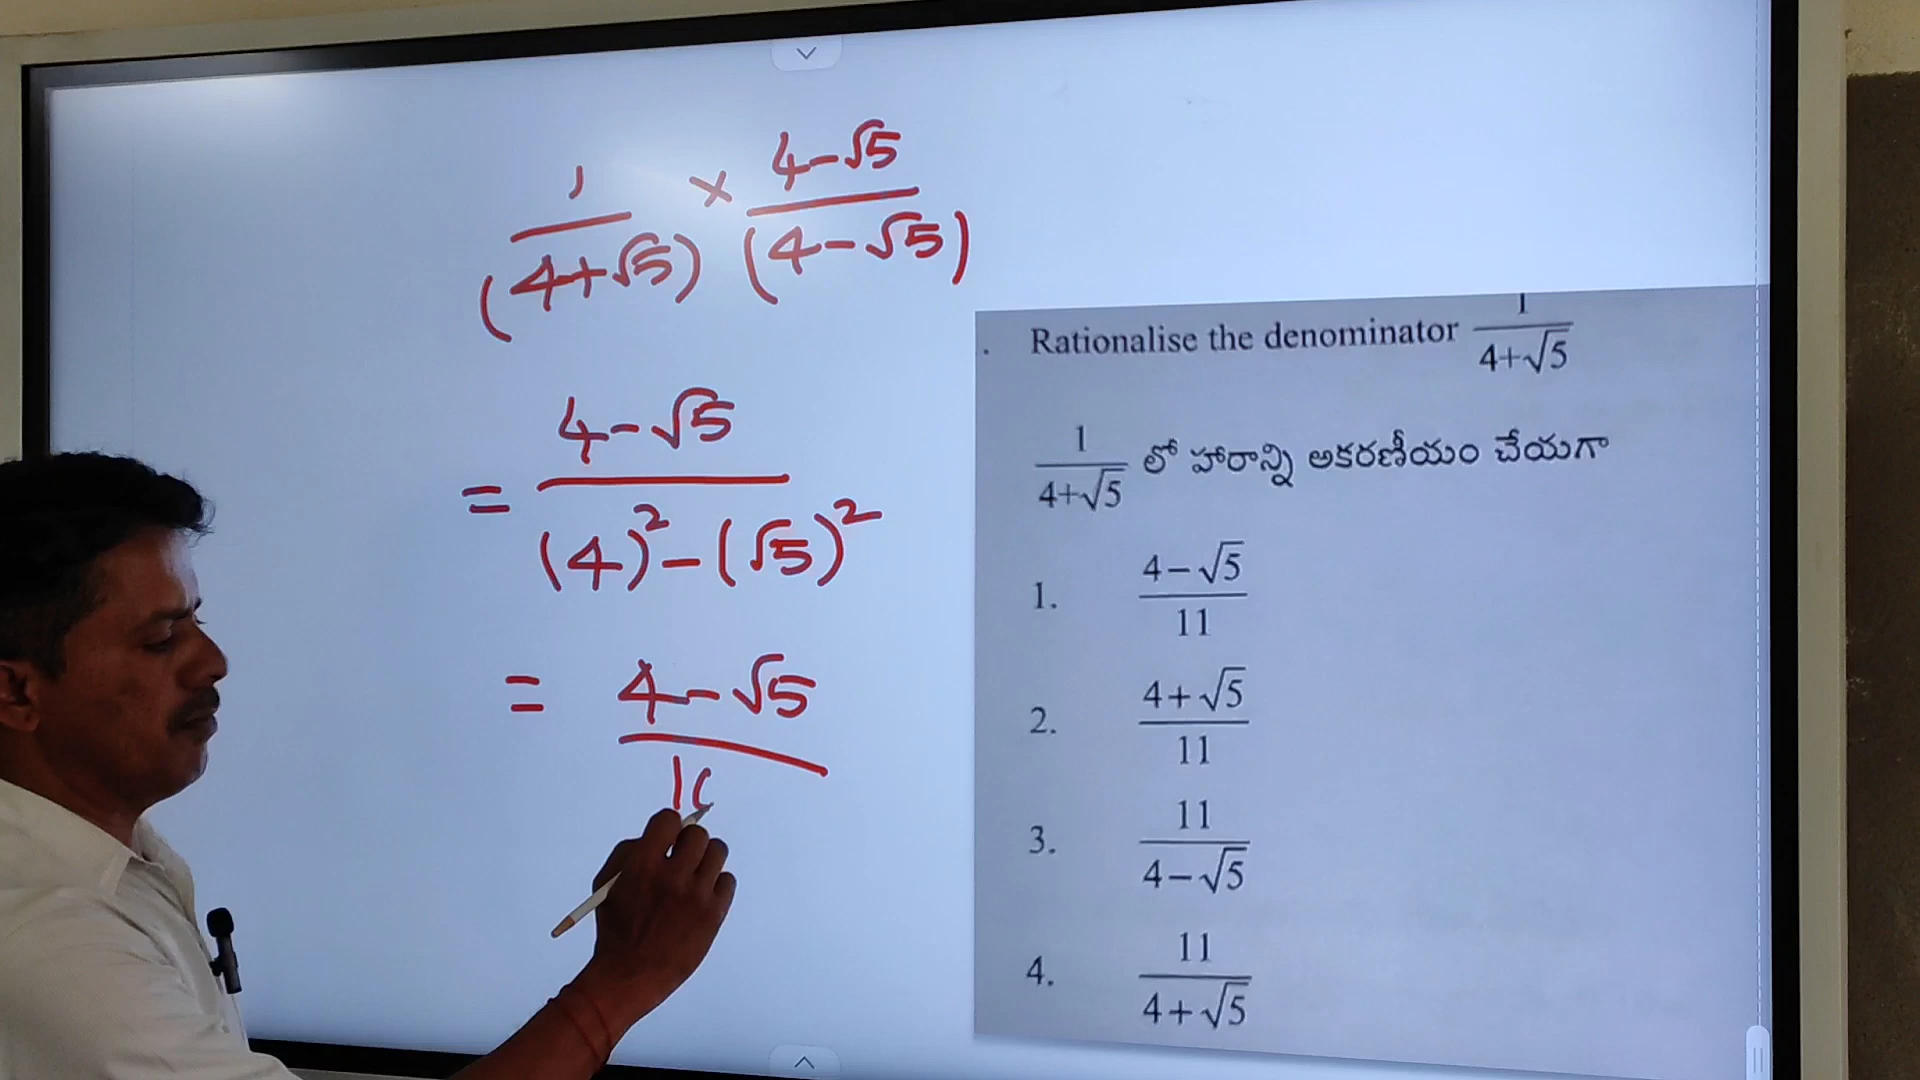 1/(4+√5) × 4-√5/(4-√5)
= 4-√5/(4)²-(√5)²
= 4-√5/1
. Rationalise the denominator 1/4+√5
1/4+√5 లో హారాన్ని అకరణీయం చేయగా
1. 4-√5/11
2. 4+√5/11
3. 11/4-√5
4. 11/4+√5